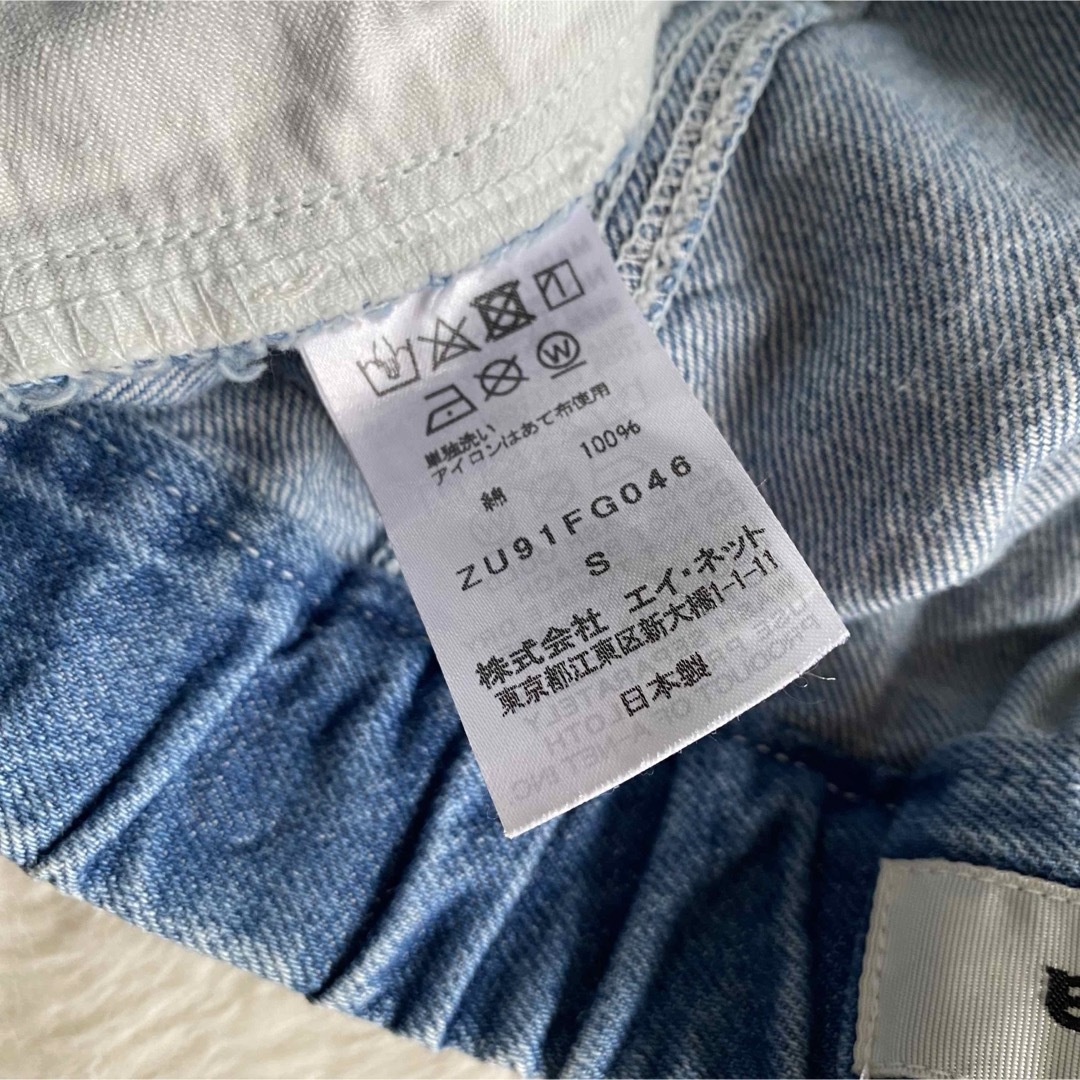 W
単独洗い
アイロンはあて布使用
綿 100%
ZU91FG046
S
株式会社 エイ・ネット
東京都江東区新大橋1-1-11
日本製